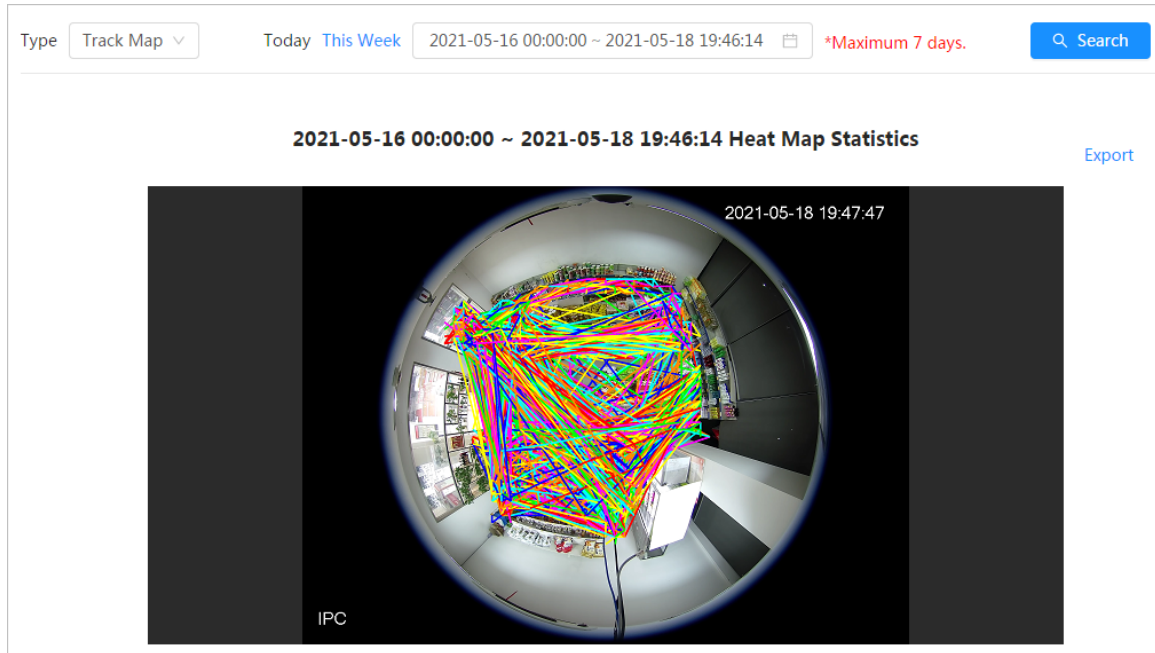 Type Track Map Today This Week 2021-05-16 00:00:00 ~ 2021-05-18 19:46:14 *Maximum 7 days. Search
2021-05-16 00:00:00 ~ 2021-05-18 19:46:14 Heat Map Statistics
Export
2021-05-18 19:47:47
IPC